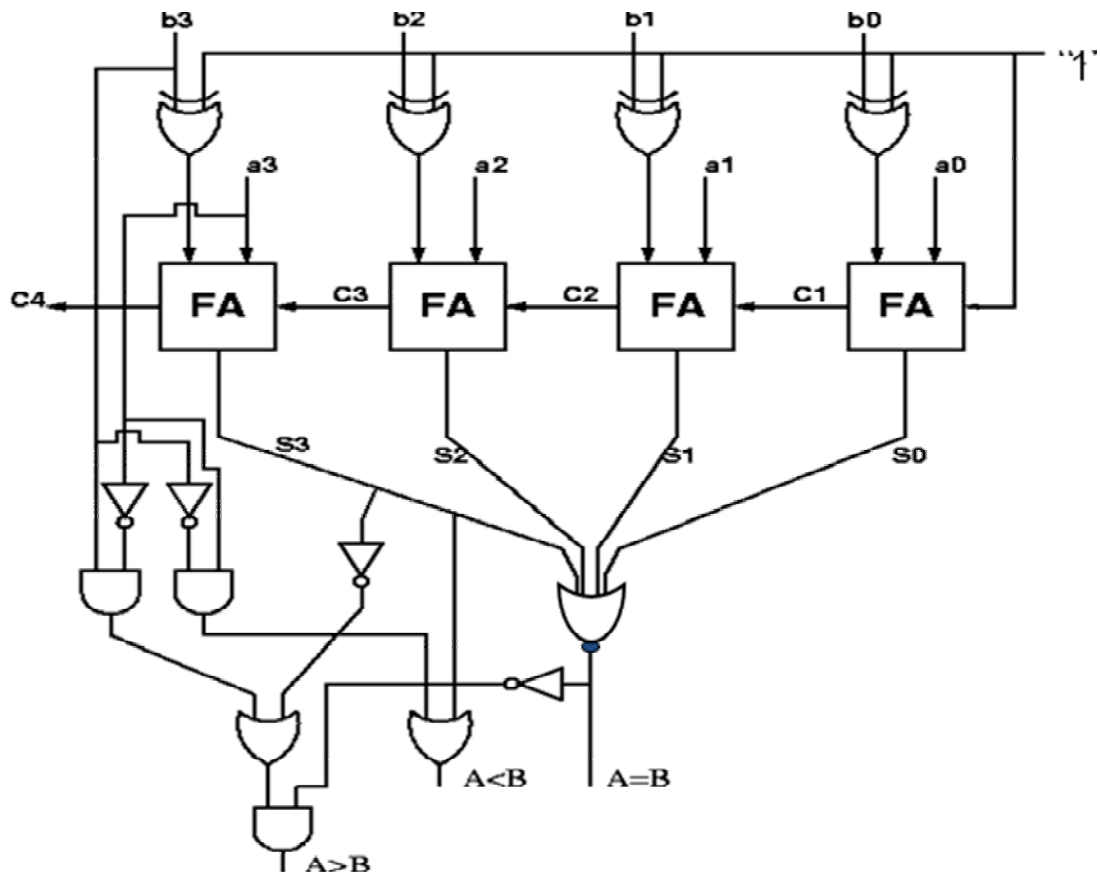 b3 b2 b1 b0
"1"
a3 a2 a1 a0
C4 FA C3 FA C2 FA C1 FA
S3 S2 S1 S0
A<B A=B
A>B